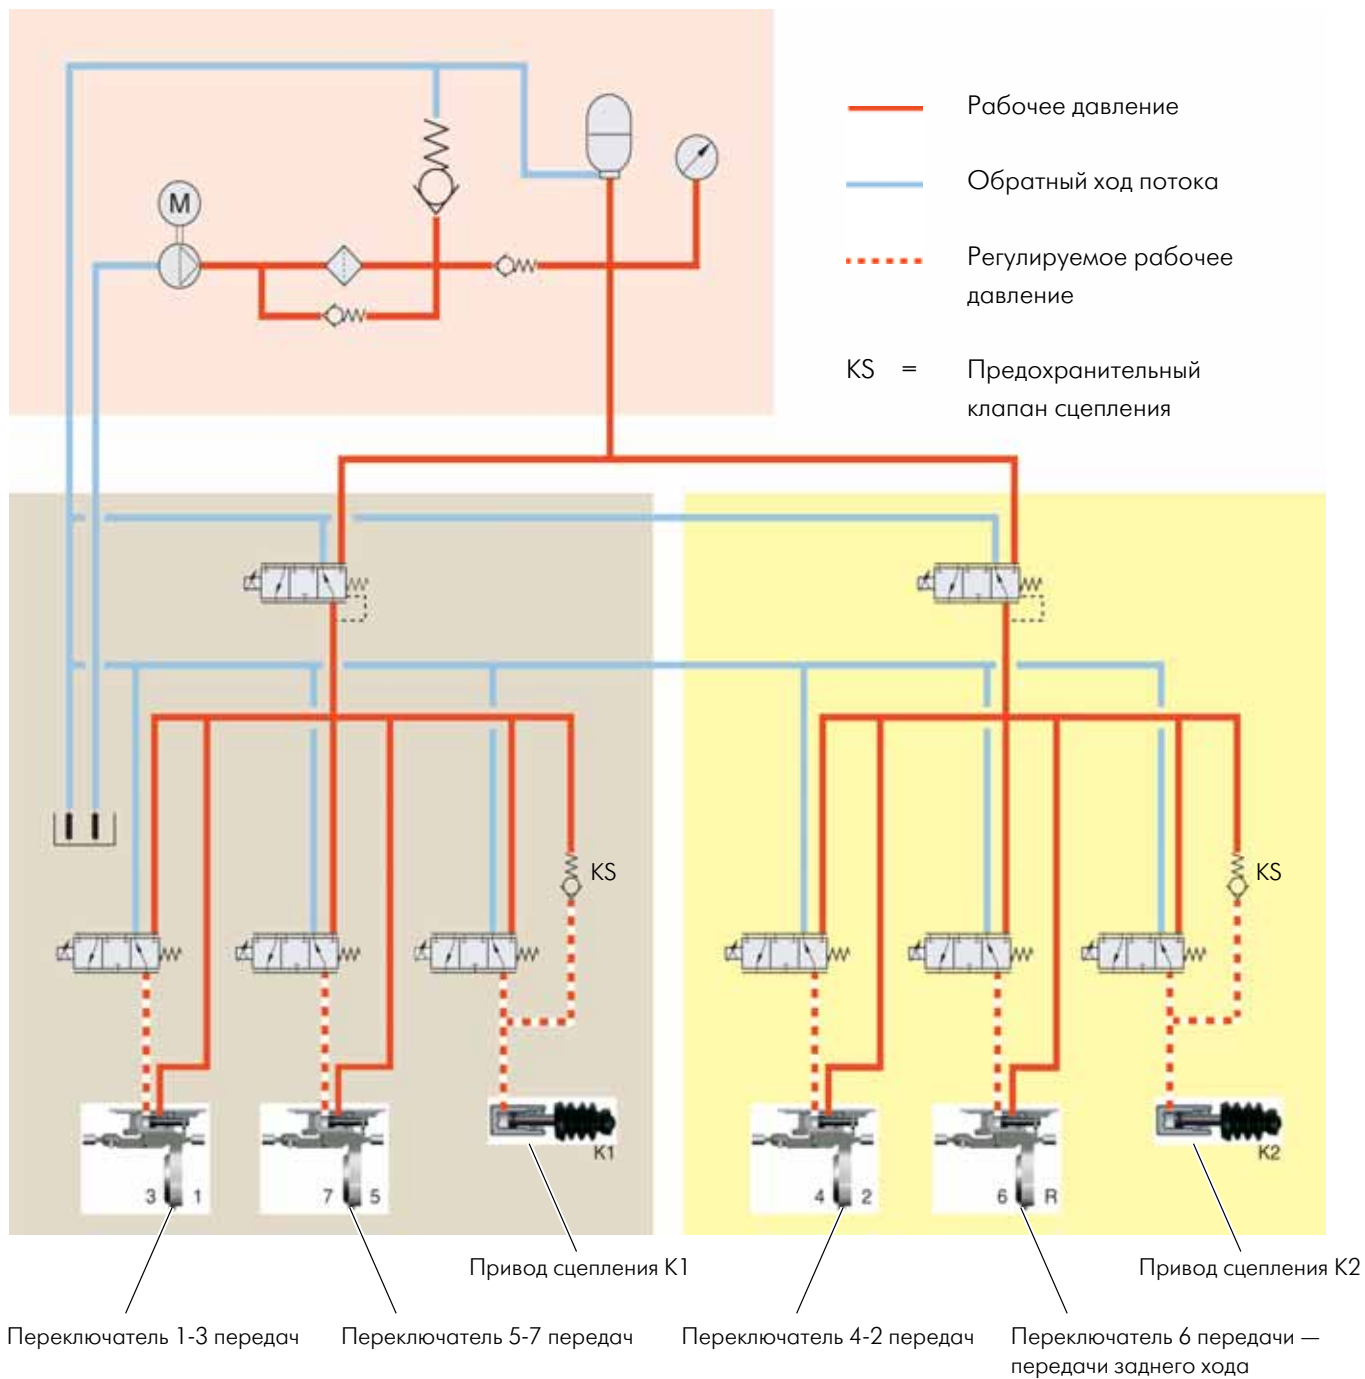 Рабочее давление
Обратный ход потока
M
Регулируемое рабочее
давление
KS = Предохранительный
клапан сцепления
KS
KS
K1
K2
3 1
7 5
4 2
6 R
Привод сцепления К1
Привод сцепления К2
Переключатель 1-3 передач
Переключатель 5-7 передач
Переключатель 4-2 передач
Переключатель 6 передачи —
передачи заднего хода